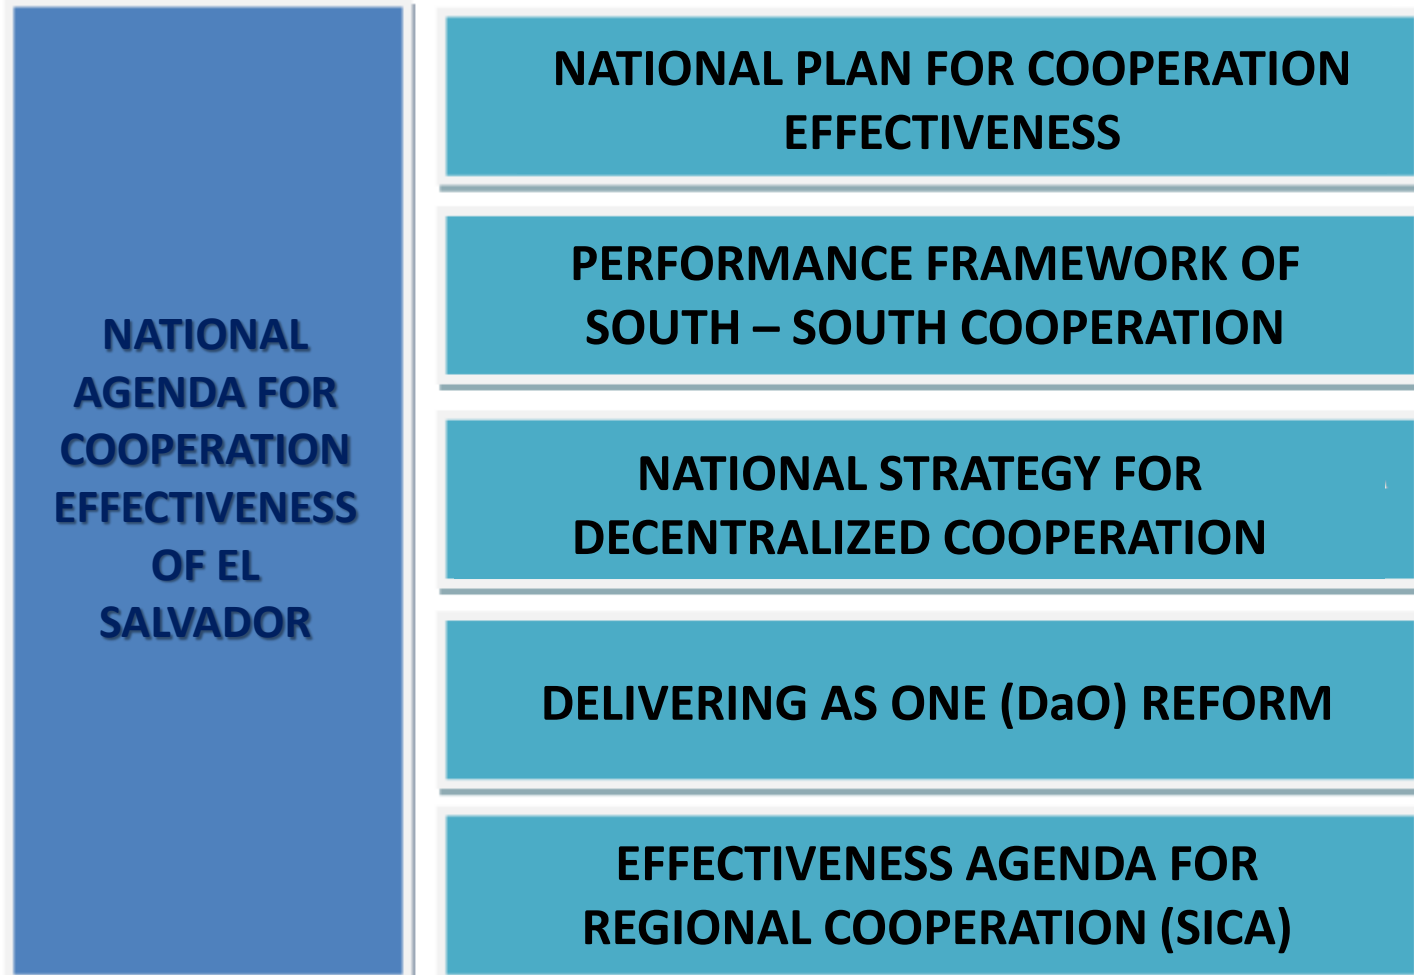 NATIONAL
AGENDA FOR
COOPERATION
EFFECTIVENESS
OF EL
SALVADOR
NATIONAL PLAN FOR COOPERATION
EFFECTIVENESS
PERFORMANCE FRAMEWORK OF
SOUTH – SOUTH COOPERATION
NATIONAL STRATEGY FOR
DECENTRALIZED COOPERATION
DELIVERING AS ONE (DaO) REFORM
EFFECTIVENESS AGENDA FOR
REGIONAL COOPERATION (SICA)